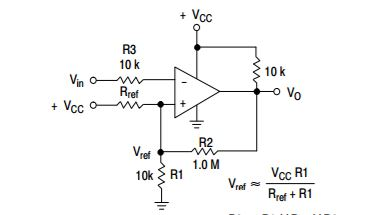 + VCC
R3
10 k
10 k
Vin
-
VO
Rref
+ VCC
+
Vref
R2
1.0 M
10k
R1
Vref ≈ VCC R1
Rref + R1